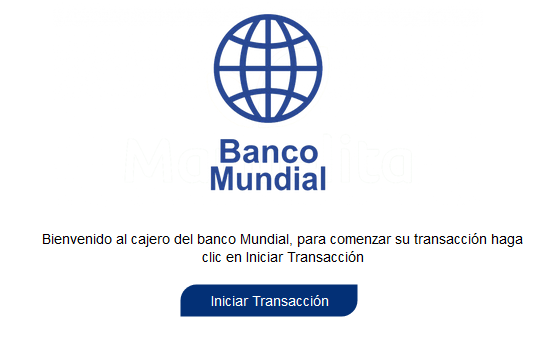 Banco
Mundial
Bienvenido al cajero del banco Mundial, para comenzar su transacción haga
clic en Iniciar Transacción
Iniciar Transacción